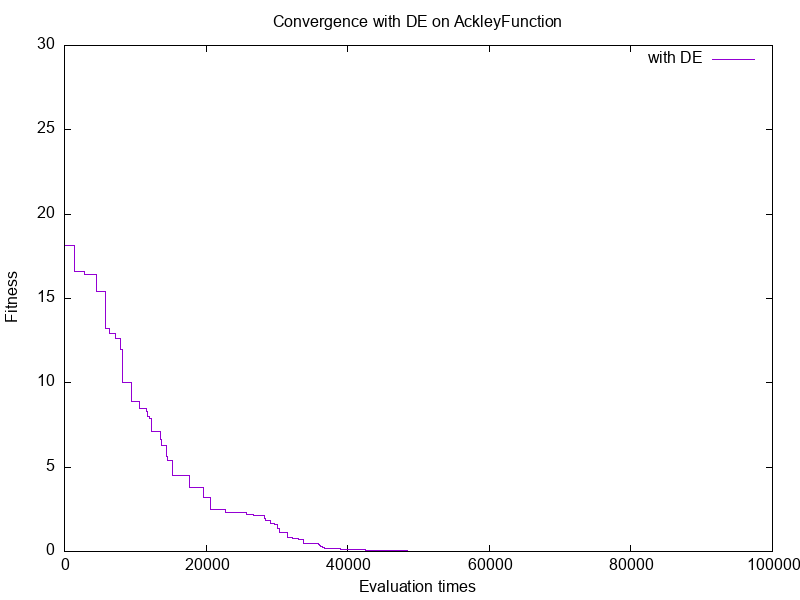 Convergence with DE on AckleyFunction
with DE
30
25
20
15
10
5
0
Fitness
0 20000 40000 60000 80000 100000
Evaluation times